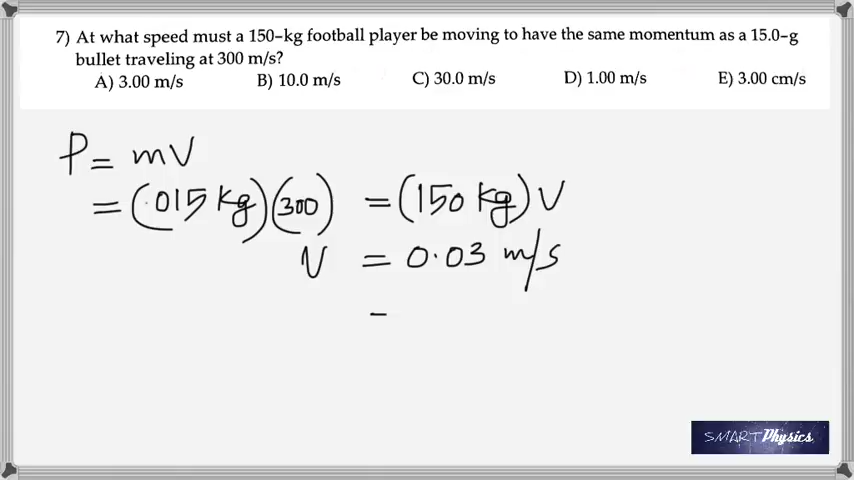 7) At what speed must a 150-kg football player be moving to have the same momentum as a 15.0-g
bullet traveling at 300 m/s?
A) 3.00 m/s B) 10.0 m/s C) 30.0 m/s D) 1.00 m/s E) 3.00 cm/s
P = mV
= (.015 kg)(300) = (150 kg) V
V = 0.03 m/s
=
SMARTPhysics